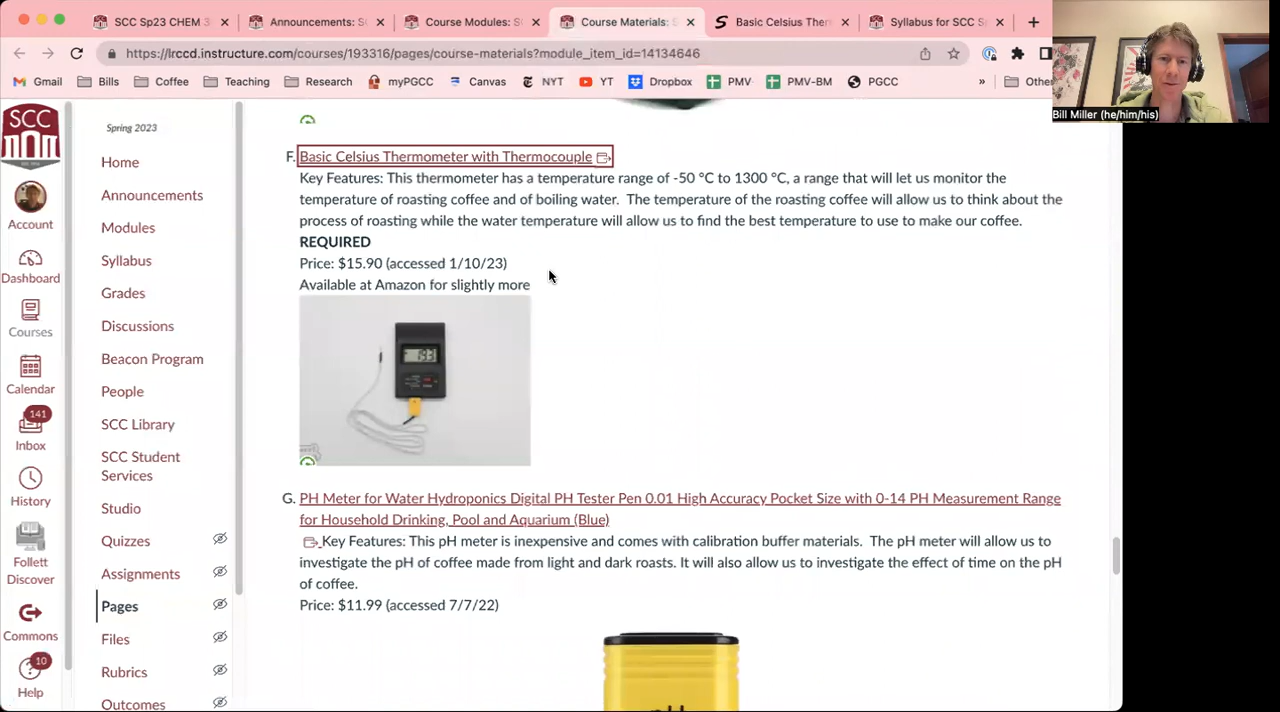 SCC Sp23 CHEM 3
Announcements: S
Course Modules: S
Course Materials: S
Basic Celsius Ther
Syllabus for SCC S
https://lrccd.instructure.com/courses/193316/pages/course-materials?module_item_id=14134646
Gmail
Bills
Coffee
Teaching
Research
myPGCC
Canvas
NYT
YT
Dropbox
PMV
PMV-BM
PGCC
»
Other
Bill Miller (he/him/his)
SCC
Account
Dashboard
Courses
Calendar
141
Inbox
History
Follett
Discover
Commons
10
Help
Spring 2023
Home
Announcements
Modules
Syllabus
Grades
Discussions
Beacon Program
People
SCC Library
SCC Student
Services
Studio
Quizzes
Assignments
Pages
Files
Rubrics
Outcomes
F. Basic Celsius Thermometer with Thermocouple
Key Features: This thermometer has a temperature range of -50 °C to 1300 °C, a range that will let us monitor the
temperature of roasting coffee and of boiling water. The temperature of the roasting coffee will allow us to think about the
process of roasting while the water temperature will allow us to find the best temperature to use to make our coffee.
REQUIRED
Price: $15.90 (accessed 1/10/23)
Available at Amazon for slightly more
G. PH Meter for Water Hydroponics Digital PH Tester Pen 0.01 High Accuracy Pocket Size with 0-14 PH Measurement Range
for Household Drinking, Pool and Aquarium (Blue)
Key Features: This pH meter is inexpensive and comes with calibration buffer materials. The pH meter will allow us to
investigate the pH of coffee made from light and dark roasts. It will also allow us to investigate the effect of time on the pH
of coffee.
Price: $11.99 (accessed 7/7/22)